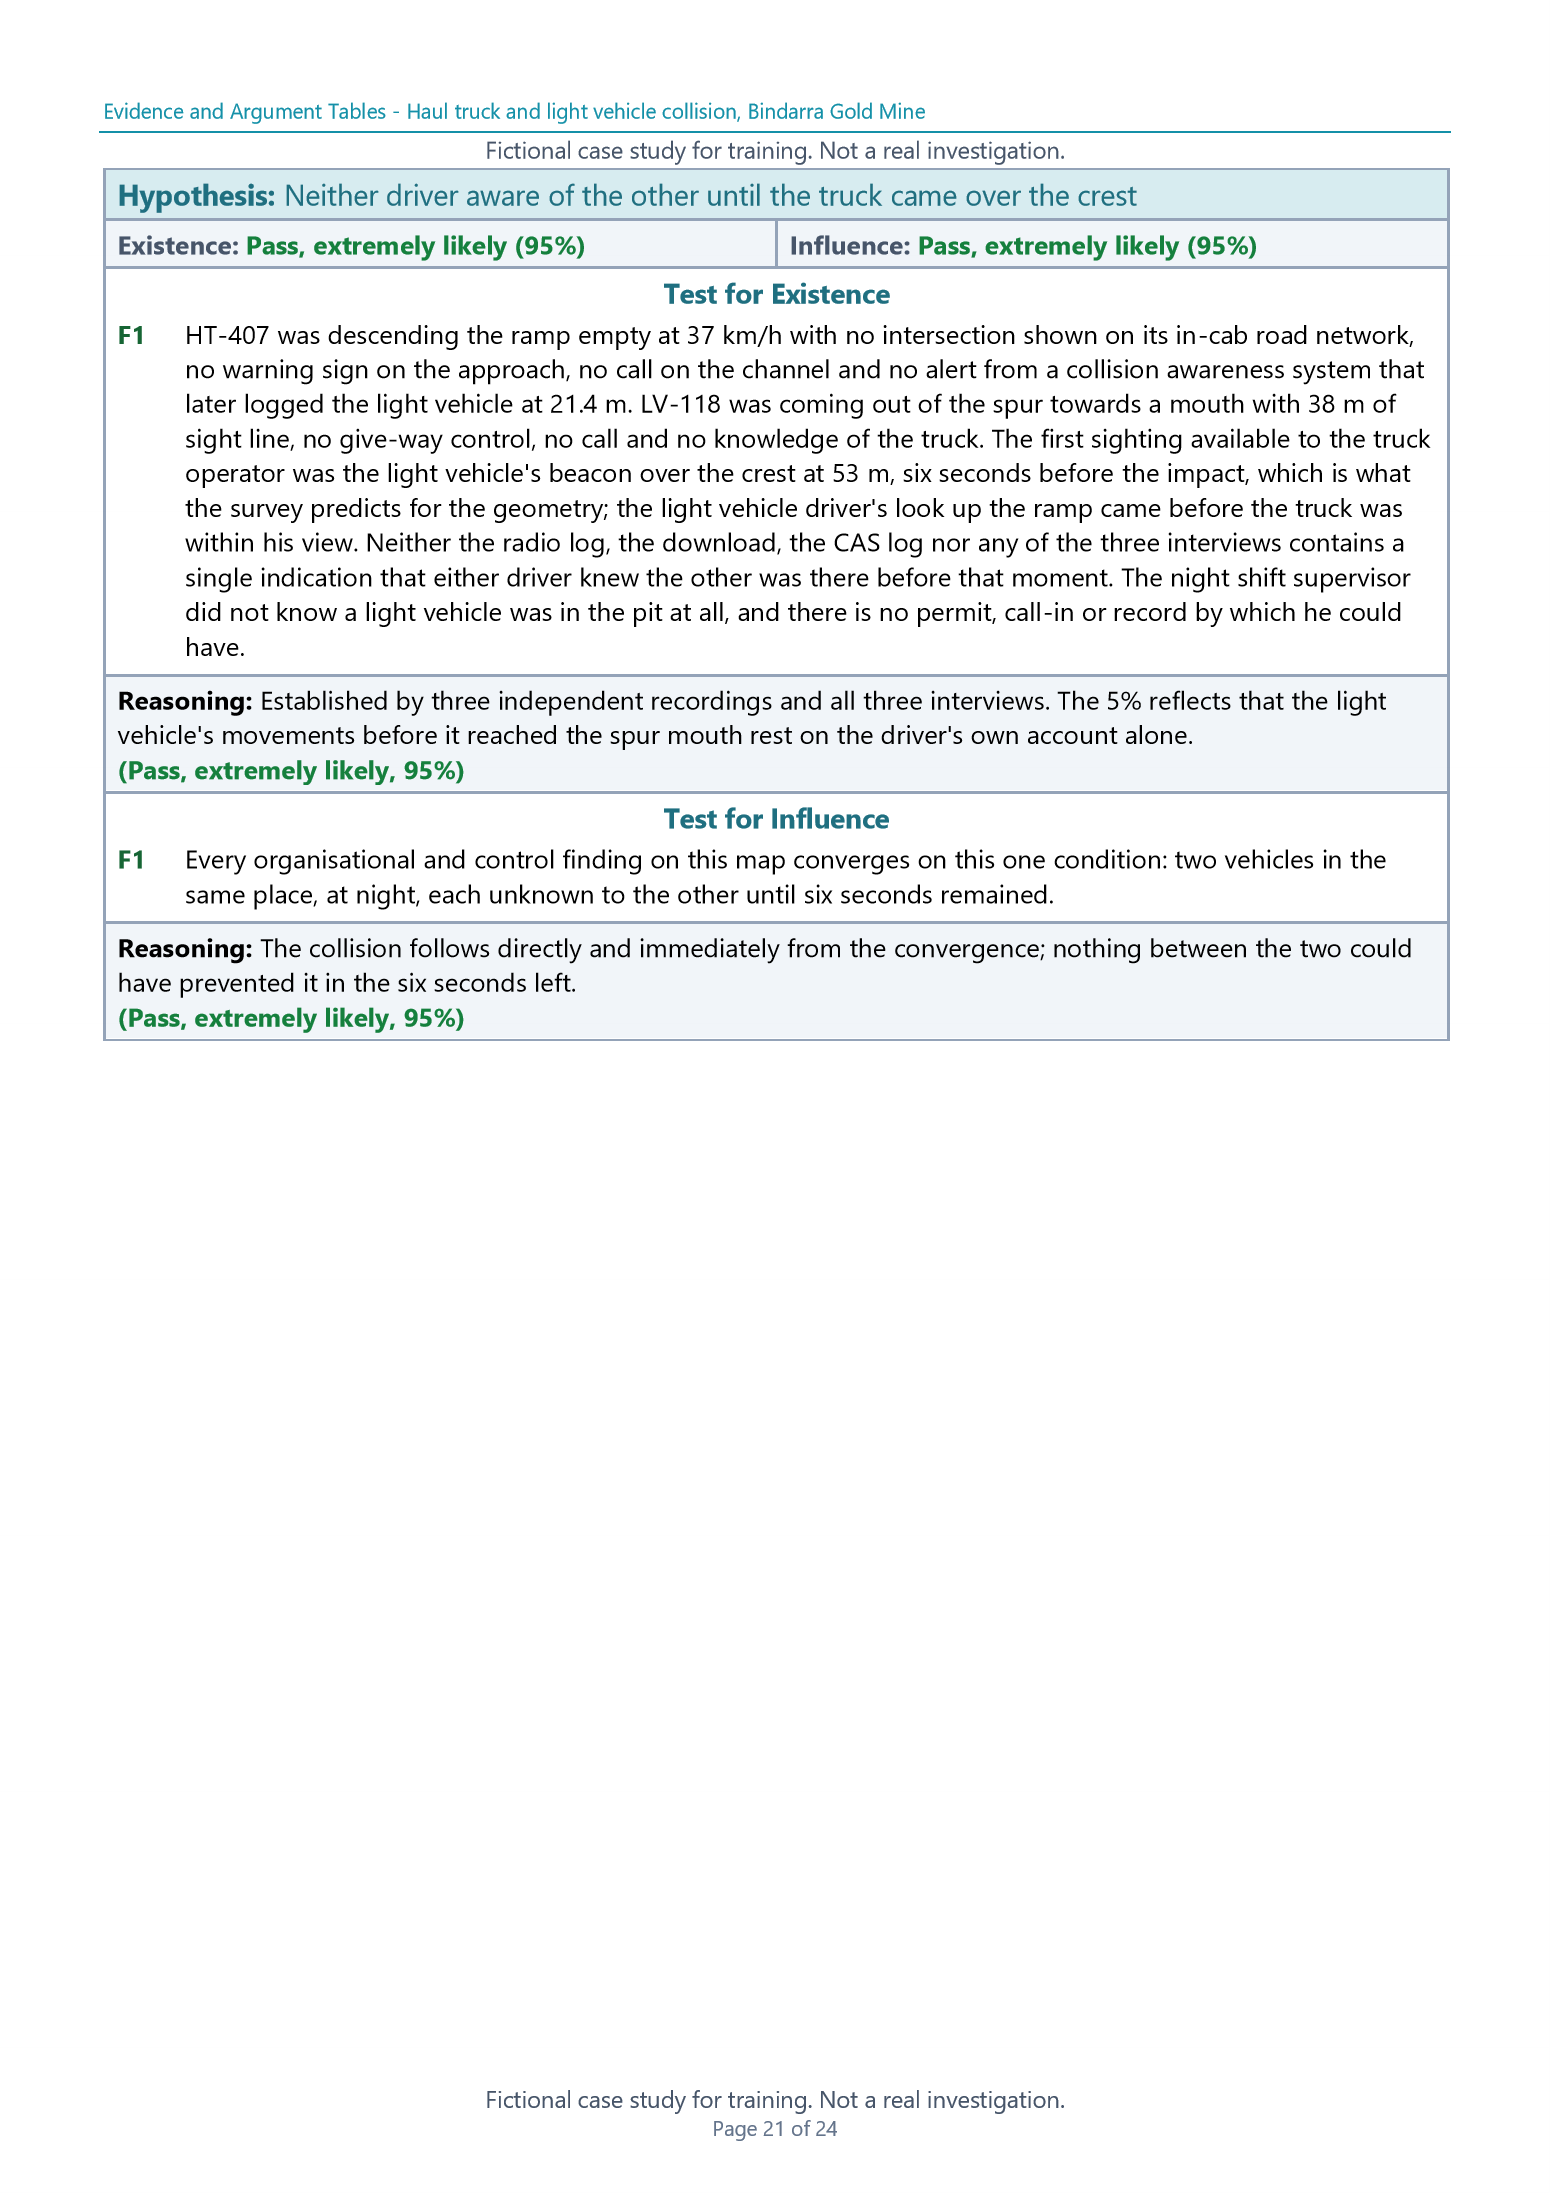 Evidence and Argument Tables - Haul truck and light vehicle collision, Bindarra Gold Mine
Fictional case study for training. Not a real investigation.
Hypothesis: Neither driver aware of the other until the truck came over the crest
Existence: Pass, extremely likely (95%)
Influence: Pass, extremely likely (95%)
Test for Existence
F1 HT-407 was descending the ramp empty at 37 km/h with no intersection shown on its in-cab road network,
no warning sign on the approach, no call on the channel and no alert from a collision awareness system that
later logged the light vehicle at 21.4 m. LV-118 was coming out of the spur towards a mouth with 38 m of
sight line, no give-way control, no call and no knowledge of the truck. The first sighting available to the truck
operator was the light vehicle's beacon over the crest at 53 m, six seconds before the impact, which is what
the survey predicts for the geometry; the light vehicle driver's look up the ramp came before the truck was
within his view. Neither the radio log, the download, the CAS log nor any of the three interviews contains a
single indication that either driver knew the other was there before that moment. The night shift supervisor
did not know a light vehicle was in the pit at all, and there is no permit, call-in or record by which he could
have.
Reasoning: Established by three independent recordings and all three interviews. The 5% reflects that the light
vehicle's movements before it reached the spur mouth rest on the driver's own account alone.
(Pass, extremely likely, 95%)
Test for Influence
F1 Every organisational and control finding on this map converges on this one condition: two vehicles in the
same place, at night, each unknown to the other until six seconds remained.
Reasoning: The collision follows directly and immediately from the convergence; nothing between the two could
have prevented it in the six seconds left.
(Pass, extremely likely, 95%)
Fictional case study for training. Not a real investigation.
Page 21 of 24